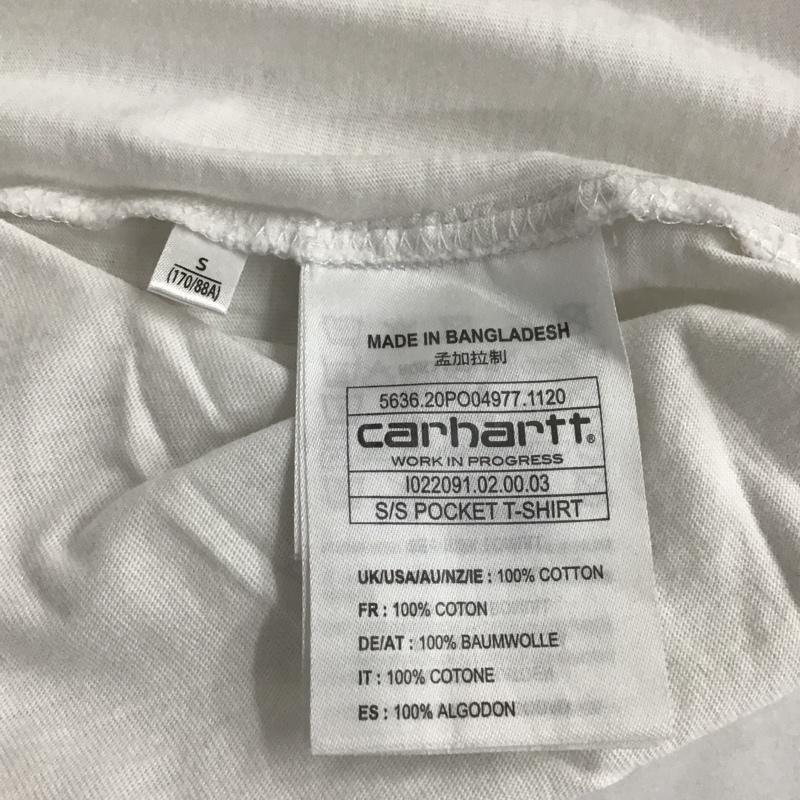 S
(170/88A)
MADE IN BANGLADESH
孟加拉制
5636.20PO04977.1120
carhartt®
WORK IN PROGRESS
I022091.02.00.03
S/S POCKET T-SHIRT
UK/USA/AU/NZ/IE : 100% COTTON
FR : 100% COTON
DE/AT : 100% BAUMWOLLE
IT : 100% COTONE
ES : 100% ALGODON